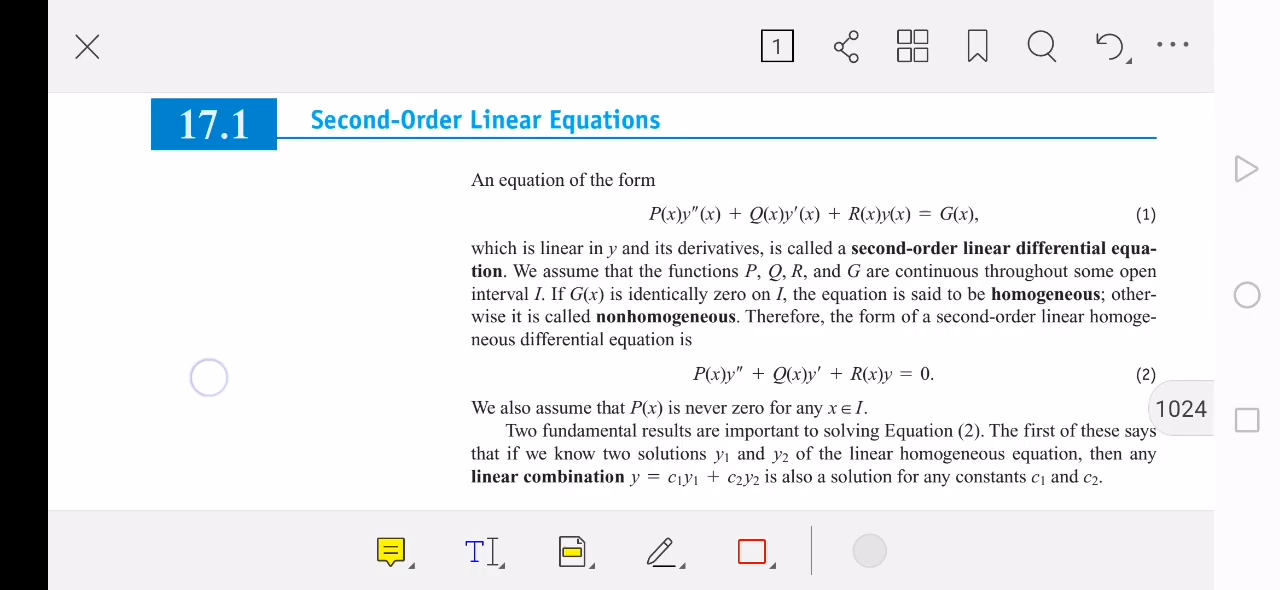 1
17.1 Second-Order Linear Equations
An equation of the form
P(x)y″(x) + Q(x)y′(x) + R(x)y(x) = G(x), (1)
which is linear in y and its derivatives, is called a second-order linear differential equa-
tion. We assume that the functions P, Q, R, and G are continuous throughout some open
interval I. If G(x) is identically zero on I, the equation is said to be homogeneous; other-
wise it is called nonhomogeneous. Therefore, the form of a second-order linear homoge-
neous differential equation is
P(x)y″ + Q(x)y′ + R(x)y = 0. (2)
We also assume that P(x) is never zero for any x ∈ I.
1024
Two fundamental results are important to solving Equation (2). The first of these says
that if we know two solutions y₁ and y₂ of the linear homogeneous equation, then any
linear combination y = c₁y₁ + c₂y₂ is also a solution for any constants c₁ and c₂.
T